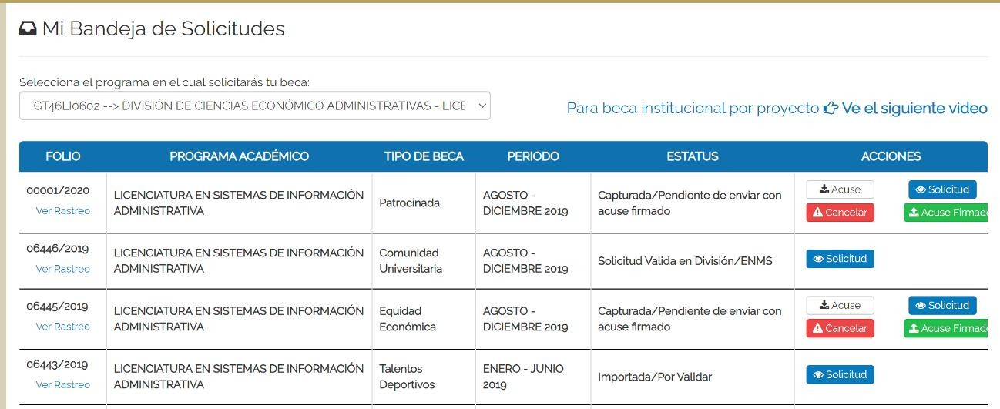 Mi Bandeja de Solicitudes
Selecciona el programa en el cual solicitarás tu beca:
GT46LI0602 --> DIVISIÓN DE CIENCIAS ECONÓMICO ADMINISTRATIVAS - LICE
Para beca institucional por proyecto Ve el siguiente video
FOLIO PROGRAMA ACADÉMICO TIPO DE BECA PERIODO ESTATUS ACCIONES
00001/2020
Ver Rastreo
LICENCIATURA EN SISTEMAS DE INFORMACIÓN
ADMINISTRATIVA
Patrocinada
AGOSTO -
DICIEMBRE 2019
Capturada/Pendiente de enviar con
acuse firmado
Acuse Solicitud
Cancelar Acuse Firmado
06446/2019
Ver Rastreo
LICENCIATURA EN SISTEMAS DE INFORMACIÓN
ADMINISTRATIVA
Comunidad
Universitaria
AGOSTO -
DICIEMBRE 2019
Solicitud Valida en División/ENMS
Solicitud
06445/2019
Ver Rastreo
LICENCIATURA EN SISTEMAS DE INFORMACIÓN
ADMINISTRATIVA
Equidad
Económica
AGOSTO -
DICIEMBRE 2019
Capturada/Pendiente de enviar con
acuse firmado
Acuse Solicitud
Cancelar Acuse Firmado
06443/2019
Ver Rastreo
LICENCIATURA EN SISTEMAS DE INFORMACIÓN
ADMINISTRATIVA
Talentos
Deportivos
ENERO - JUNIO
2019
Importada/Por Validar
Solicitud